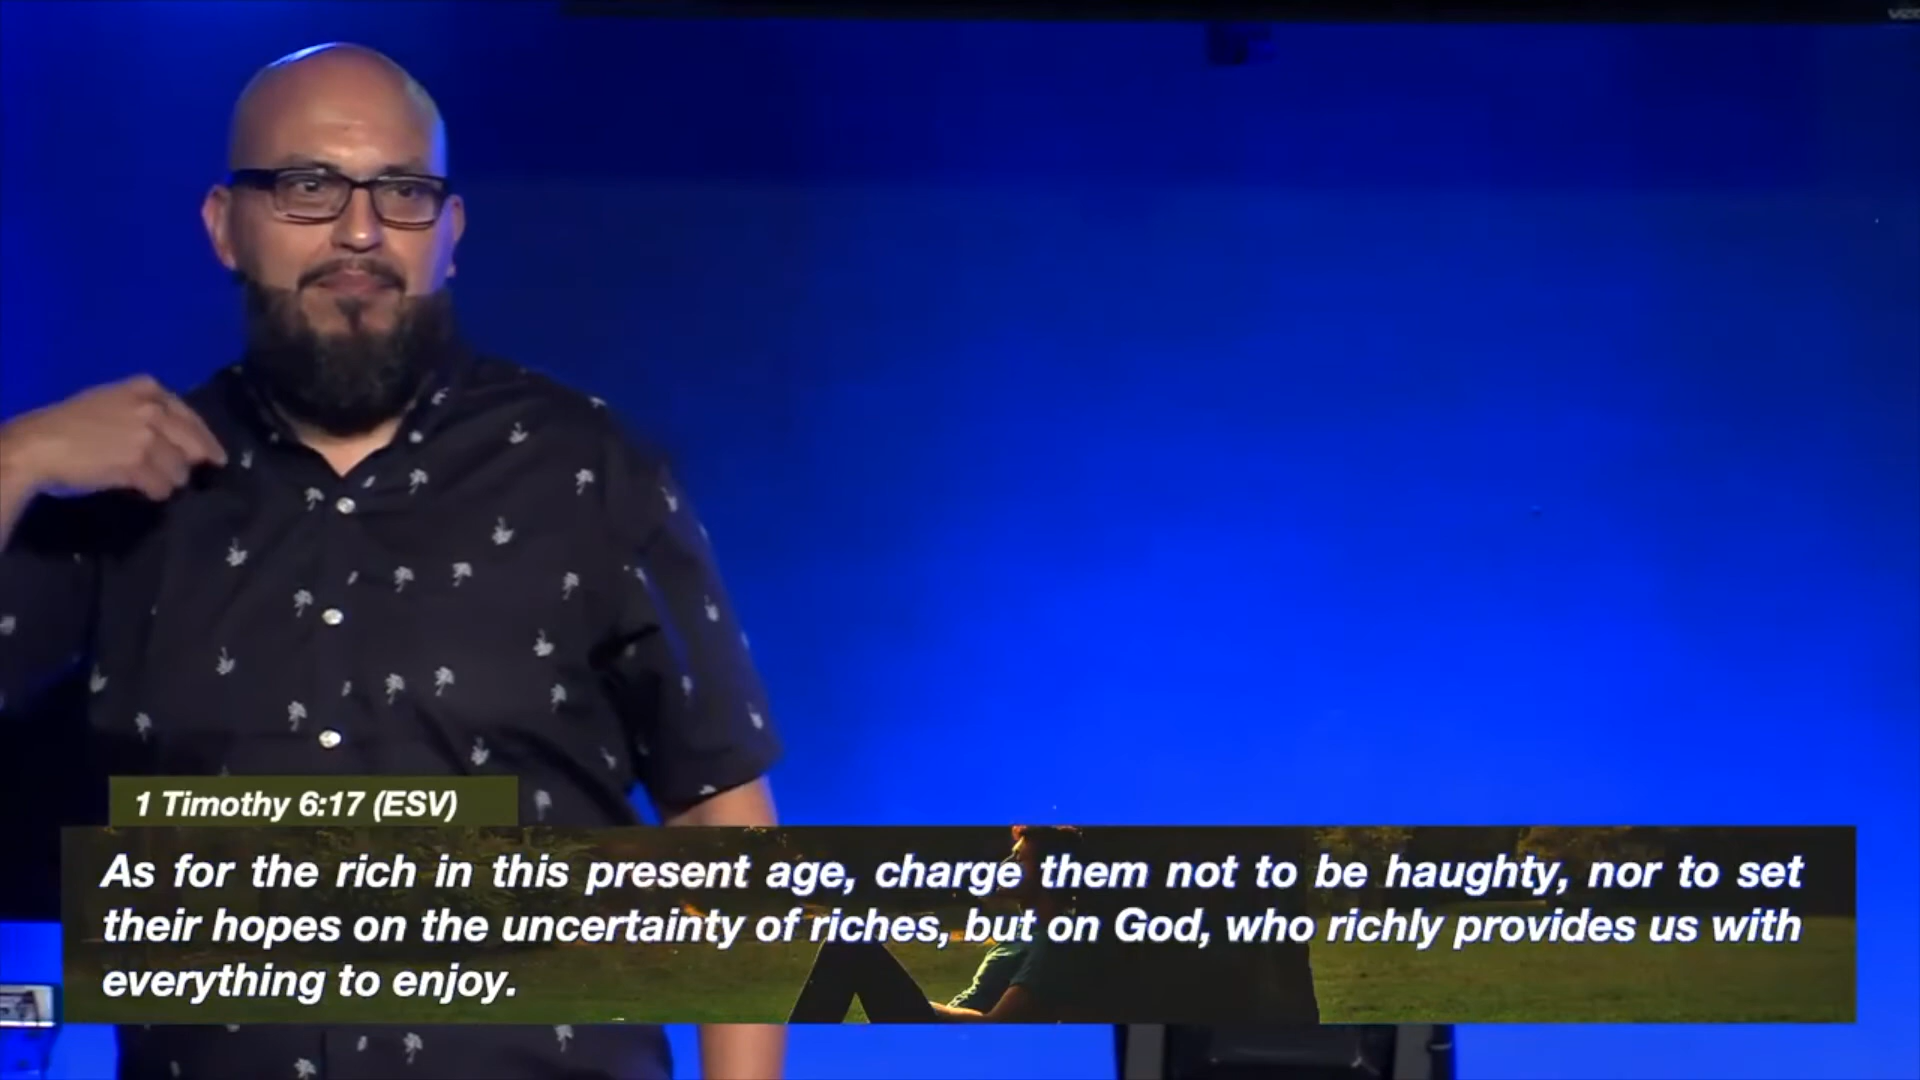 1 Timothy 6:17 (ESV)
As for the rich in this present age, charge them not to be haughty, nor to set
their hopes on the uncertainty of riches, but on God, who richly provides us with
everything to enjoy.